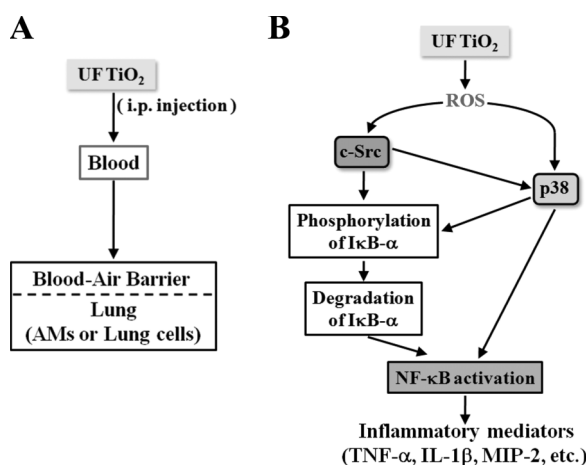 A
UF TiO₂
( i.p. injection)
Blood
Blood-Air Barrier
Lung
(AMs or Lung cells)
B
UF TiO₂
ROS
c-Src
p38
Phosphorylation
of IκB-α
Degradation
of IκB-α
NF-κB activation
Inflammatory mediators
(TNF-α, IL-1β, MIP-2, etc.)